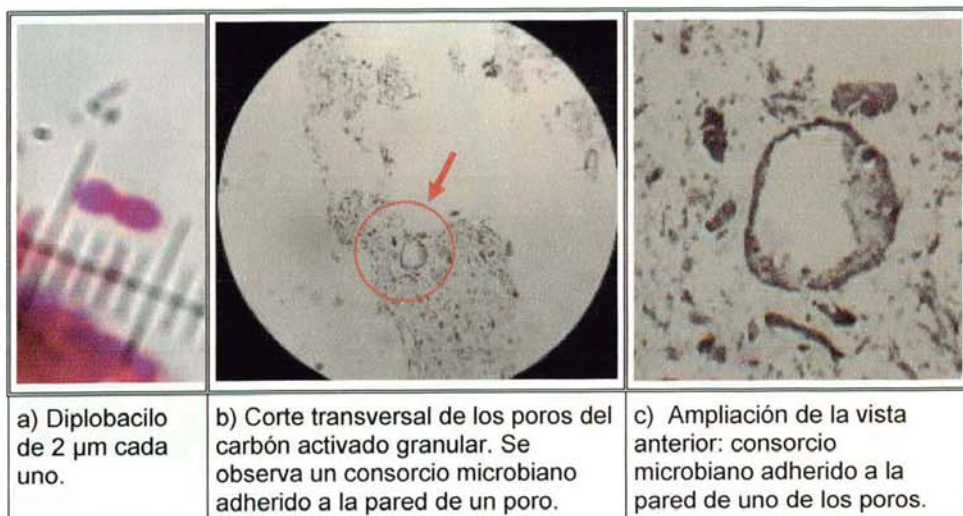 a) Diplobacilo
de 2 µm cada
uno.
b) Corte transversal de los poros del
carbón activado granular. Se
observa un consorcio microbiano
adherido a la pared de un poro.
c) Ampliación de la vista
anterior: consorcio
microbiano adherido a la
pared de uno de los poros.